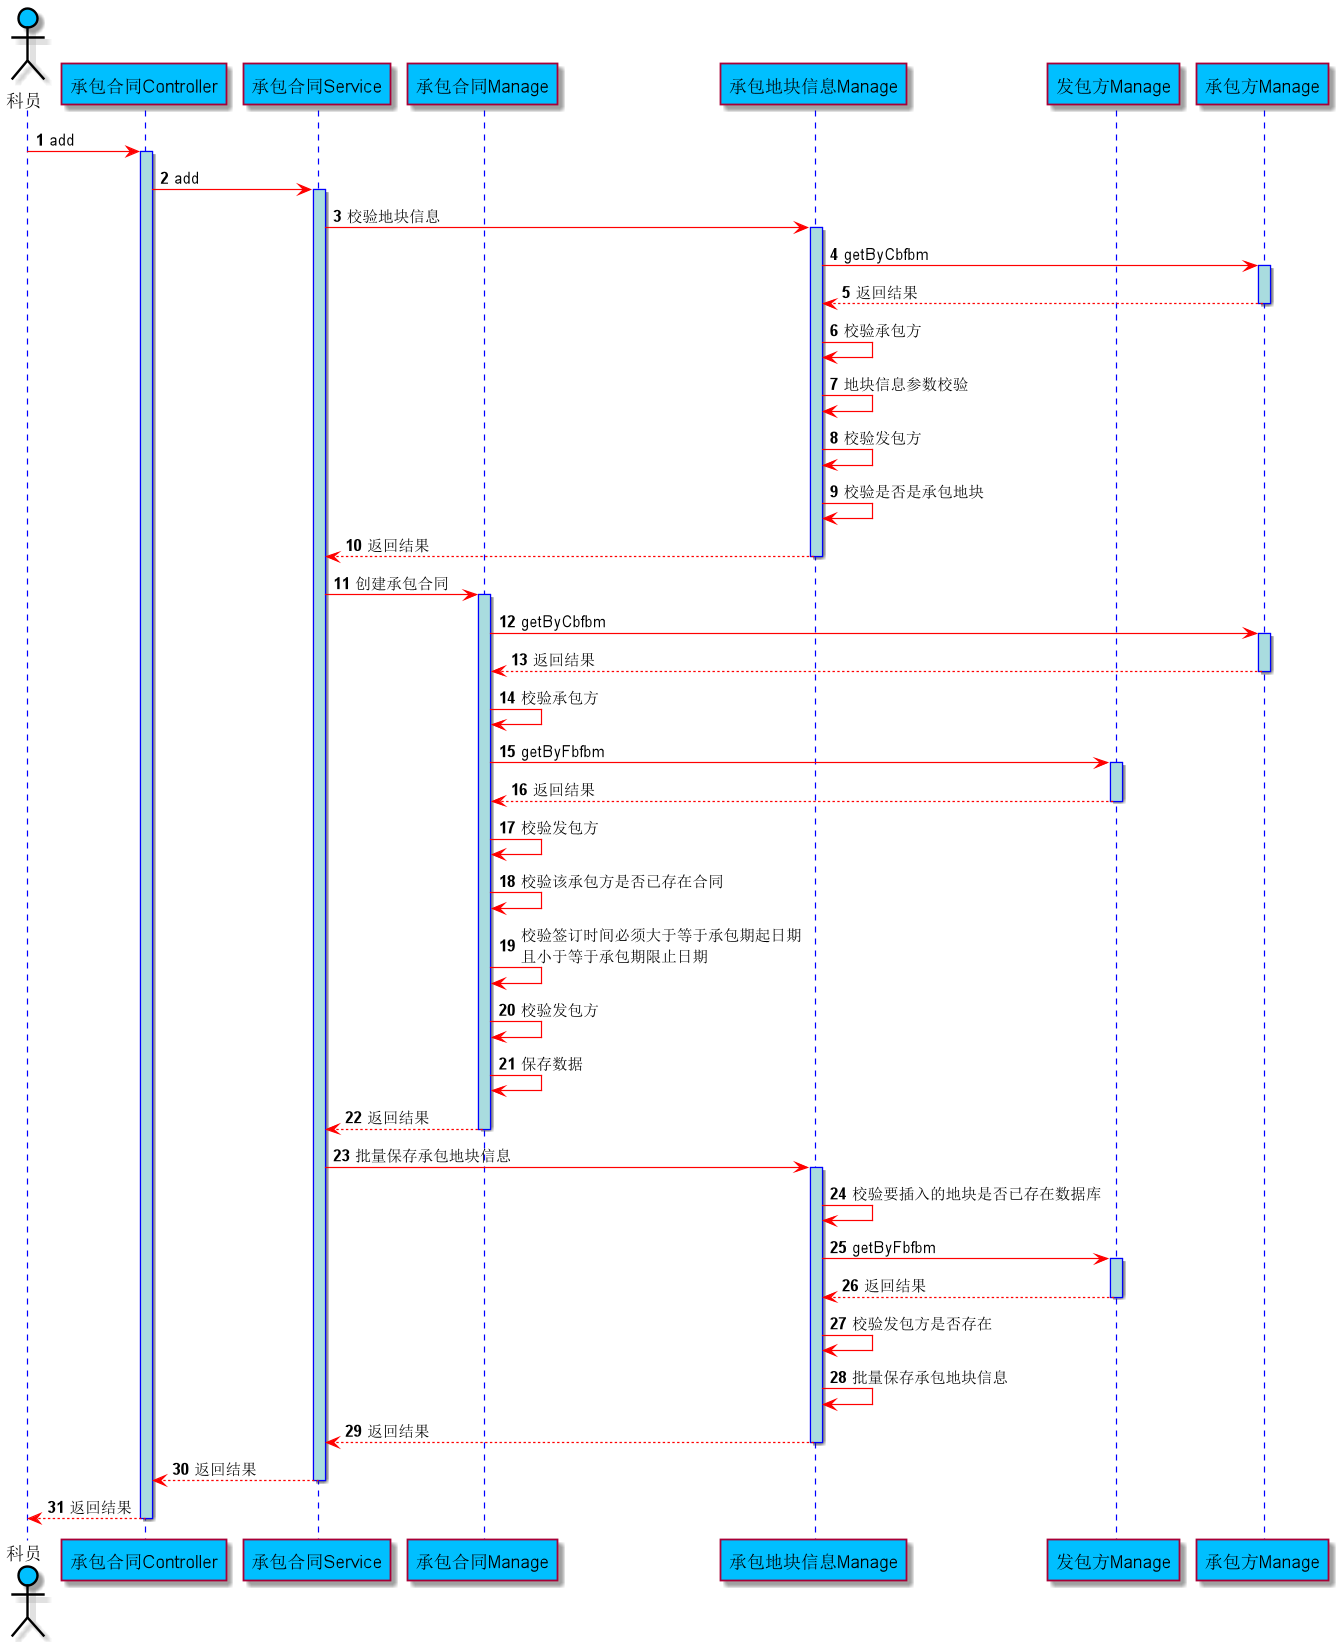 科员
承包合同Controller
承包合同Service
承包合同Manage
承包地块信息Manage
发包方Manage
承包方Manage
1 add
2 add
3 校验地块信息
4 getByCbfbm
5 返回结果
6 校验承包方
7 地块信息参数校验
8 校验发包方
9 校验是否是承包地块
10 返回结果
11 创建承包合同
12 getByCbfbm
13 返回结果
14 校验承包方
15 getByFbfbm
16 返回结果
17 校验发包方
18 校验该承包方是否已存在合同
19 校验签订时间必须大于等于承包期起日期
且小于等于承包期限止日期
20 校验发包方
21 保存数据
22 返回结果
23 批量保存承包地块信息
24 校验要插入的地块是否已存在数据库
25 getByFbfbm
26 返回结果
27 校验发包方是否存在
28 批量保存承包地块信息
29 返回结果
30 返回结果
31 返回结果
科员
承包合同Controller
承包合同Service
承包合同Manage
承包地块信息Manage
发包方Manage
承包方Manage